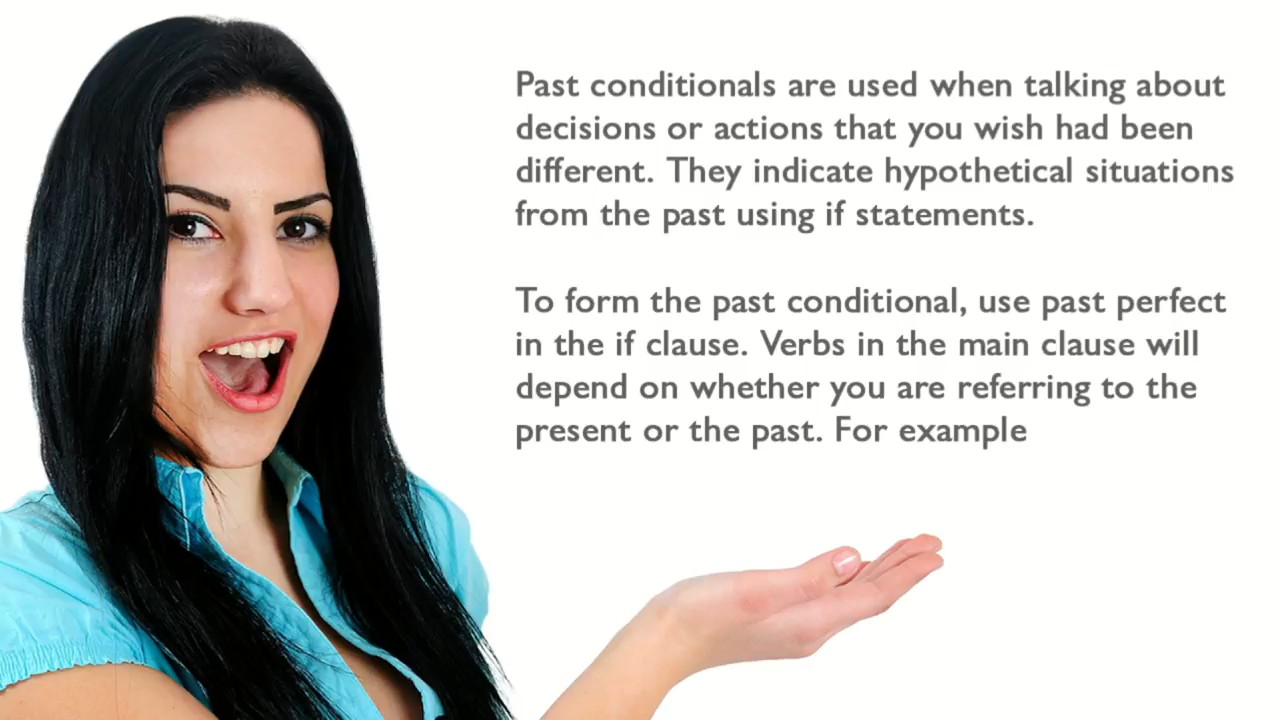 Past conditionals are used when talking about
decisions or actions that you wish had been
different. They indicate hypothetical situations
from the past using if statements.
To form the past conditional, use past perfect
in the if clause. Verbs in the main clause will
depend on whether you are referring to the
present or the past. For example